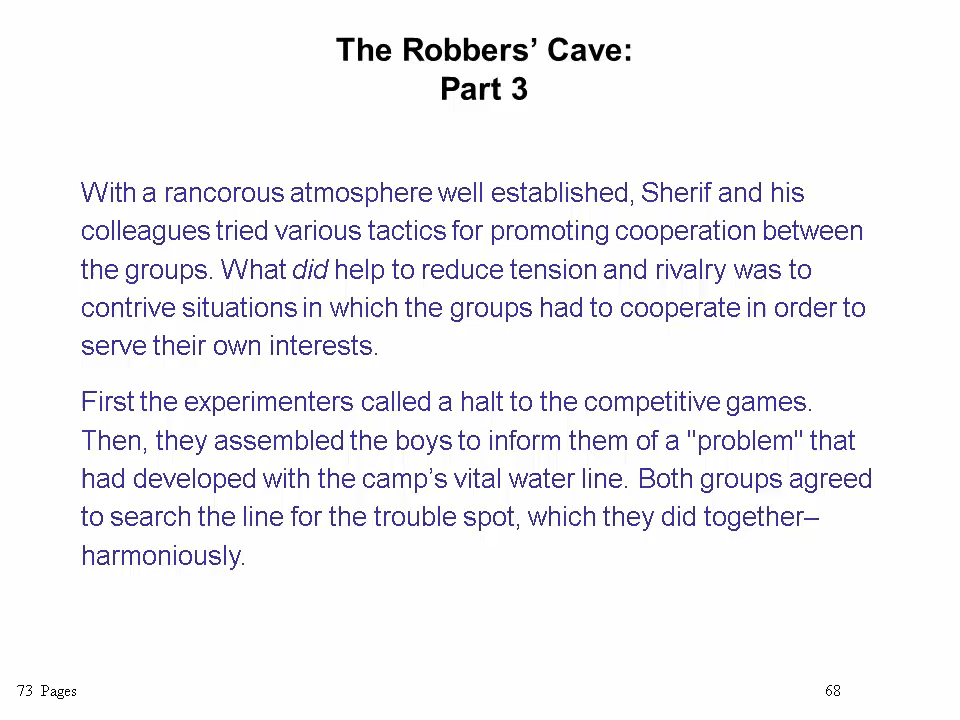 The Robbers’ Cave:
Part 3
With a rancorous atmosphere well established, Sherif and his
colleagues tried various tactics for promoting cooperation between
the groups. What did help to reduce tension and rivalry was to
contrive situations in which the groups had to cooperate in order to
serve their own interests.
First the experimenters called a halt to the competitive games.
Then, they assembled the boys to inform them of a "problem" that
had developed with the camp’s vital water line. Both groups agreed
to search the line for the trouble spot, which they did together–
harmoniously.
73 Pages
68